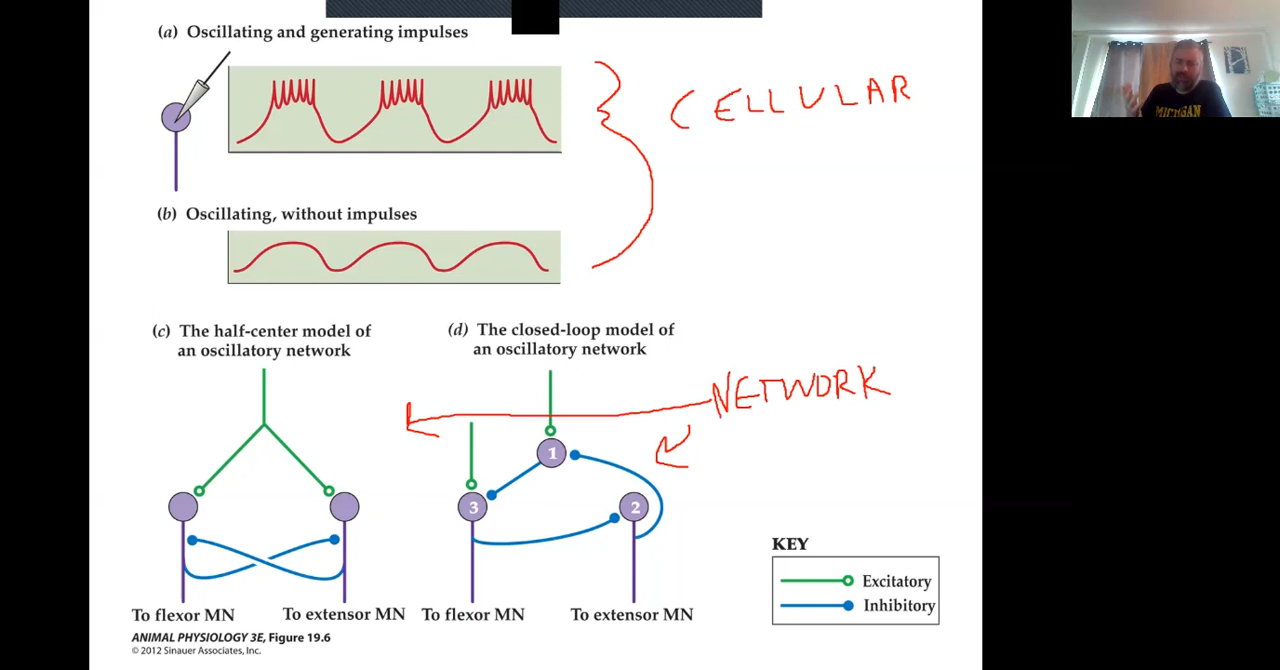 (a) Oscillating and generating impulses
CELLULAR
MICHIGAN
(b) Oscillating, without impulses
(c) The half-center model of
an oscillatory network
(d) The closed-loop model of
an oscillatory network
NETWORK
1
3
2
KEY
Excitatory
Inhibitory
To flexor MN
To extensor MN
To flexor MN
To extensor MN
ANIMAL PHYSIOLOGY 3E, Figure 19.6
© 2012 Sinauer Associates, Inc.